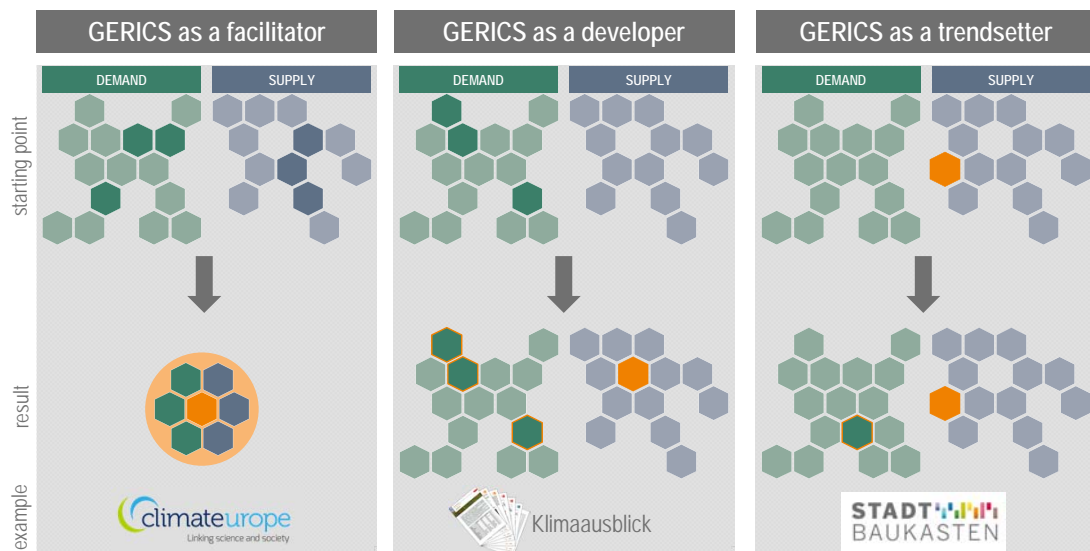 GERICS as a facilitator
GERICS as a developer
GERICS as a trendsetter
DEMAND
SUPPLY
DEMAND
SUPPLY
DEMAND
SUPPLY
starting point
result
example
climateurope
Linking science and society
Klimaausblick
STADT
BAUKASTEN